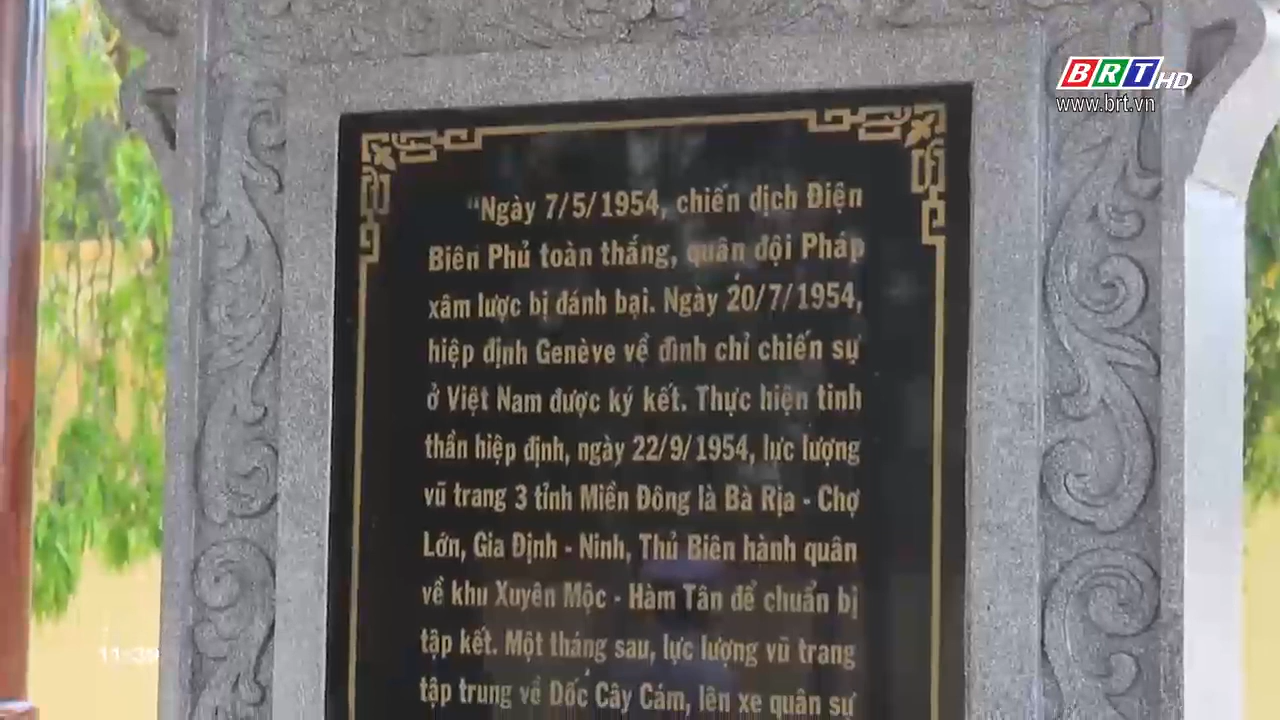 BRT HD
www.brt.vn
"Ngày 7/5/1954, chiến dịch Điện
Biên Phủ toàn thắng, quân đội Pháp
xâm lược bị đánh bại. Ngày 20/7/1954,
hiệp định Genève về đình chỉ chiến sự
ở Việt Nam được ký kết. Thực hiện tinh
thần hiệp định, ngày 22/9/1954, lực lượng
vũ trang 3 tỉnh Miền Đông là Bà Rịa - Chợ
Lớn, Gia Định - Ninh, Thủ Biên hành quân
về khu Xuyên Mộc - Hàm Tân để chuẩn bị
tập kết. Một tháng sau, lực lượng vũ trang
tập trung về Dốc Cây Cám, lên xe quân sự
11:39